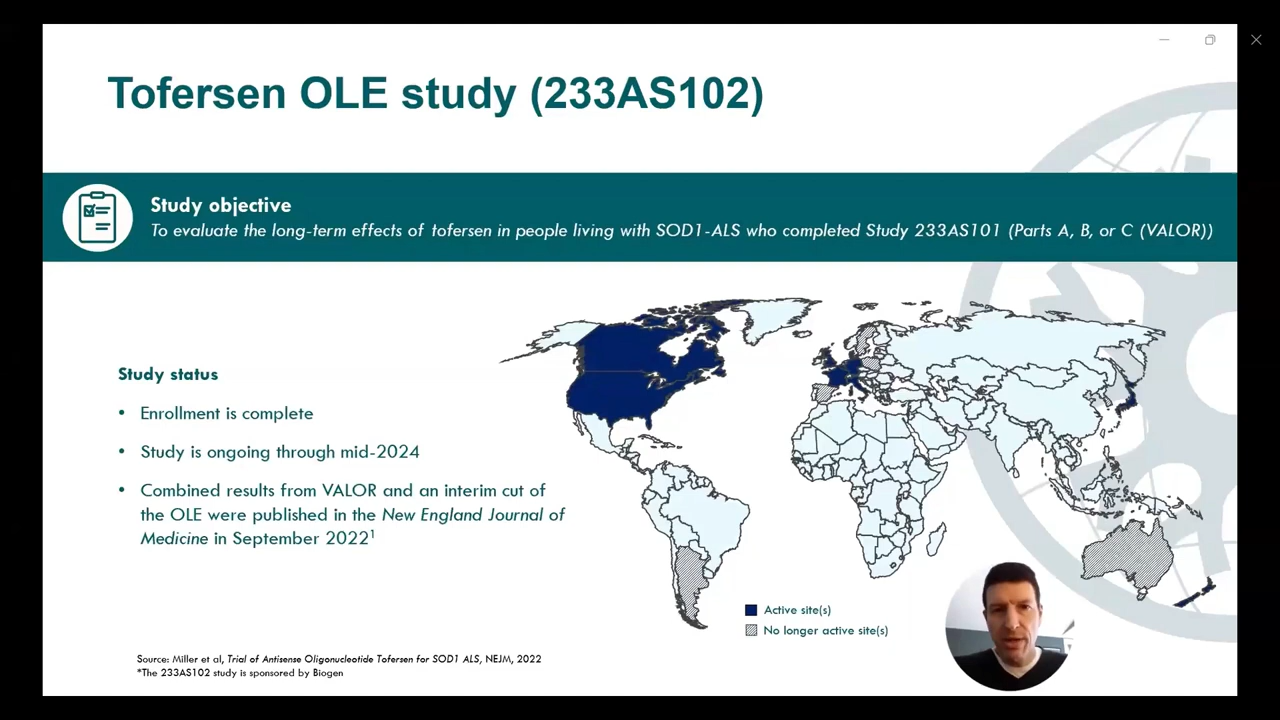 Tofersen OLE study (233AS102)
Study objective
To evaluate the long-term effects of tofersen in people living with SOD1-ALS who completed Study 233AS101 (Parts A, B, or C (VALOR))
Study status
• Enrollment is complete
• Study is ongoing through mid-2024
• Combined results from VALOR and an interim cut of
the OLE were published in the New England Journal of
Medicine in September 2022¹
Active site(s)
No longer active site(s)
Source: Miller et al, Trial of Antisense Oligonucleotide Tofersen for SOD1 ALS, NEJM, 2022
*The 233AS102 study is sponsored by Biogen